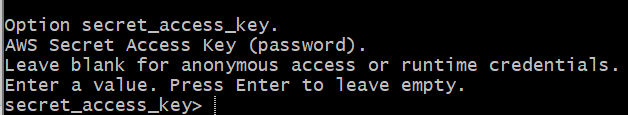 Option secret_access_key.
AWS Secret Access Key (password).
Leave blank for anonymous access or runtime credentials.
Enter a value. Press Enter to leave empty.
secret_access_key>